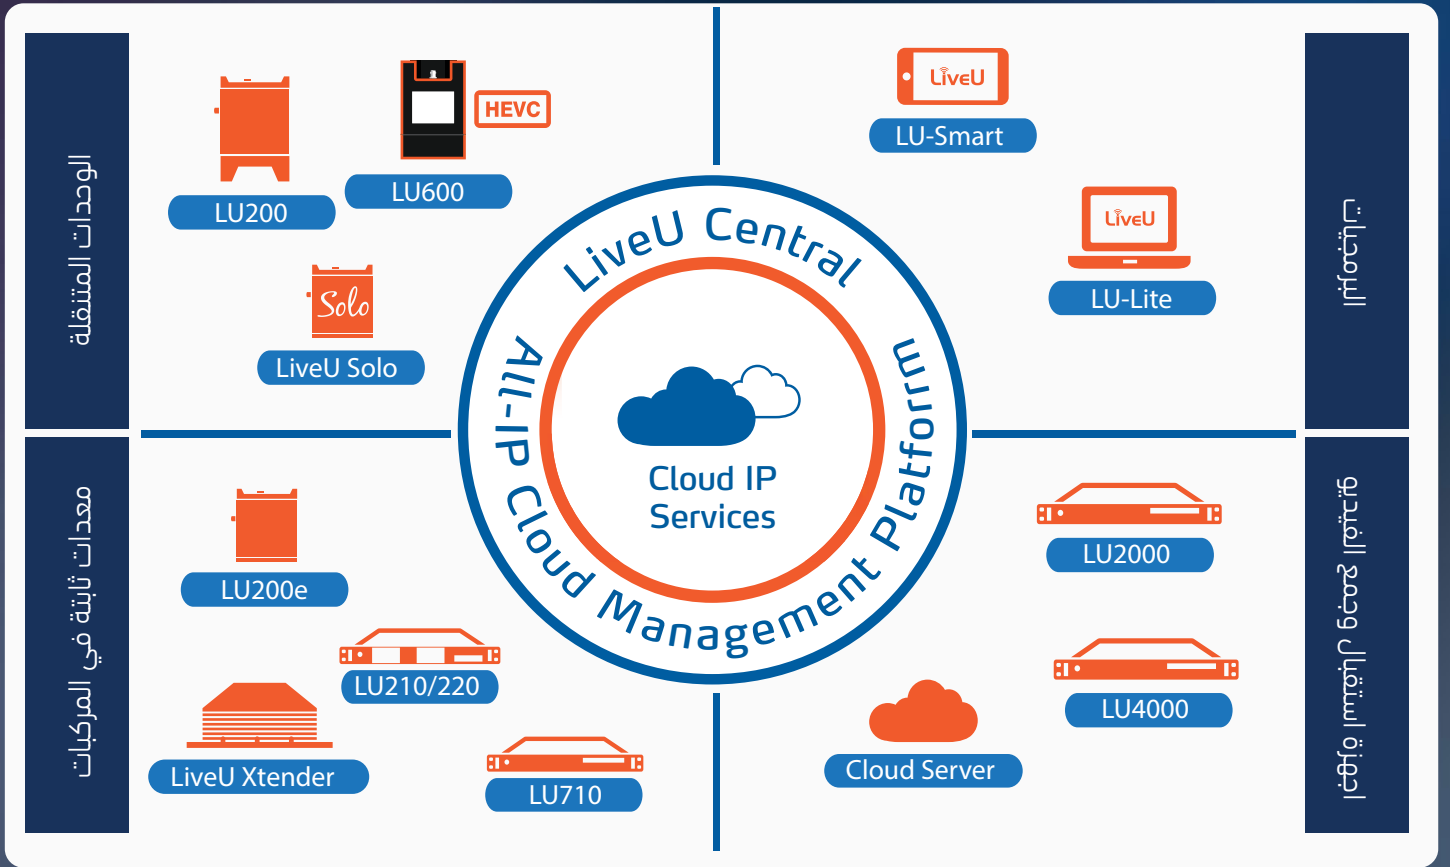 الوحدات المتنقلة
LU200
LU600
HEVC
Solo
LiveU Solo
LiveU
LU-Smart
LiveU
LU-Lite
LiveU Central
All-IP Cloud Management Platform
Cloud IP
Services
معدات ثابتة في المركبات
LU200e
LU210/220
LiveU Xtender
LU710
LU2000
LU4000
Cloud Server